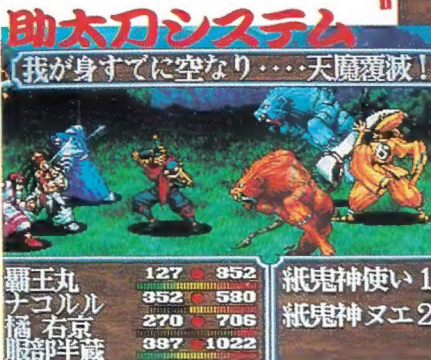 助太刀システム
我が身すでに空なり‥‥天魔覆滅！
覇王丸 127 852
ナコルル 352 580
橘 右京 270 706
服部半蔵 387 1022
紙鬼神使い 1
紙鬼神ヌエ2